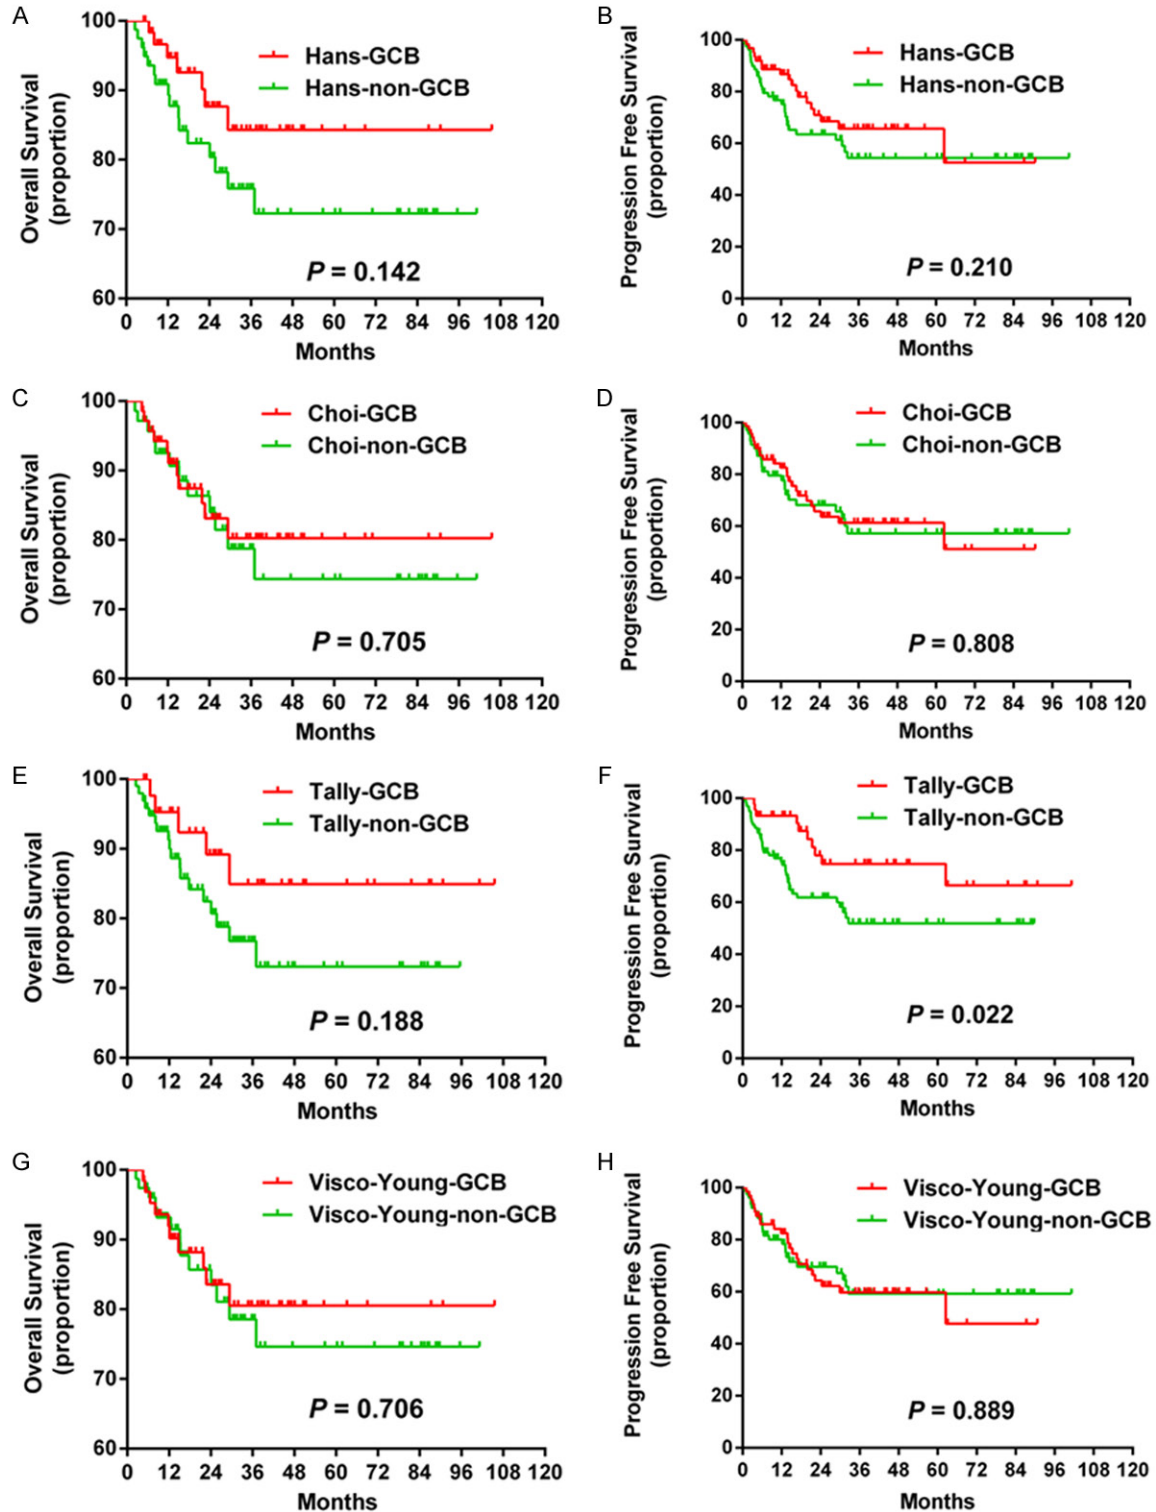 A
Overall Survival
(proportion)
100
90
80
70
60
Hans-GCB
Hans-non-GCB
P = 0.142
0 12 24 36 48 60 72 84 96 108 120
Months
B
Progression Free Survival
(proportion)
100
80
60
40
20
0
Hans-GCB
Hans-non-GCB
P = 0.210
0 12 24 36 48 60 72 84 96 108 120
Months
C
Overall Survival
(proportion)
100
90
80
70
60
Choi-GCB
Choi-non-GCB
P = 0.705
0 12 24 36 48 60 72 84 96 108 120
Months
D
Progression Free Survival
(proportion)
100
80
60
40
20
0
Choi-GCB
Choi-non-GCB
P = 0.808
0 12 24 36 48 60 72 84 96 108 120
Months
E
Overall Survival
(proportion)
100
90
80
70
60
Tally-GCB
Tally-non-GCB
P = 0.188
0 12 24 36 48 60 72 84 96 108 120
Months
F
Progression Free Survival
(proportion)
100
80
60
40
20
0
Tally-GCB
Tally-non-GCB
P = 0.022
0 12 24 36 48 60 72 84 96 108 120
Months
G
Overall Survival
(proportion)
100
90
80
70
60
Visco-Young-GCB
Visco-Young-non-GCB
P = 0.706
0 12 24 36 48 60 72 84 96 108 120
Months
H
Progression Free Survival
(proportion)
100
80
60
40
20
0
Visco-Young-GCB
Visco-Young-non-GCB
P = 0.889
0 12 24 36 48 60 72 84 96 108 120
Months